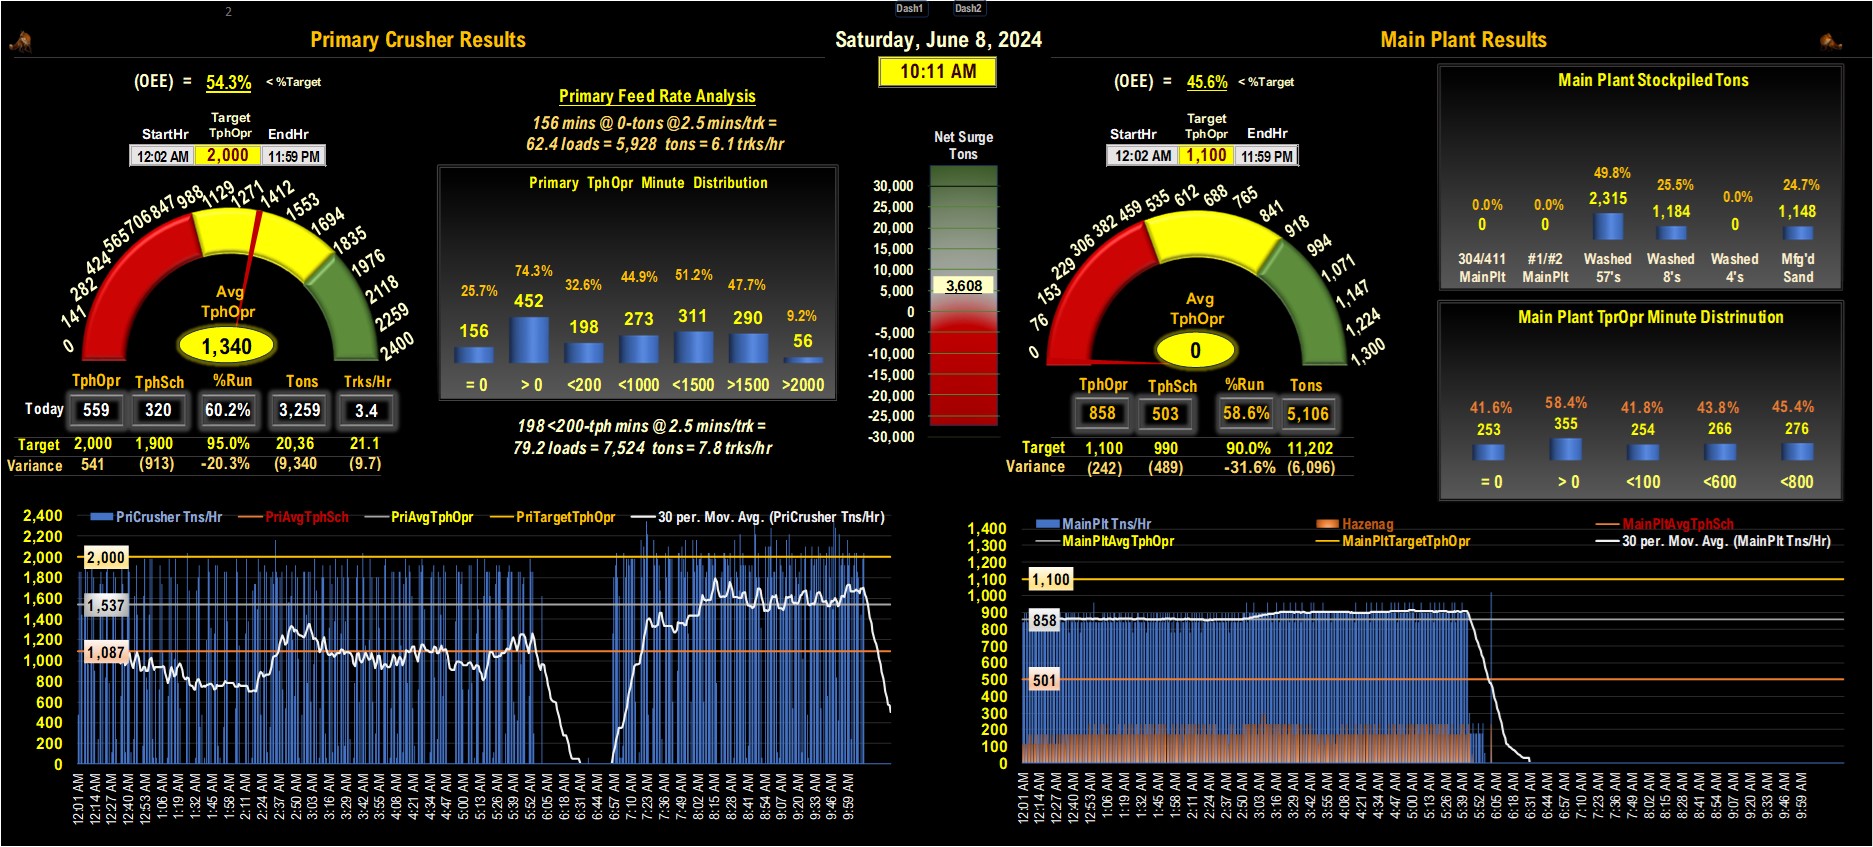 2
Dash1 Dash2
Primary Crusher Results
Saturday, June 8, 2024
Main Plant Results
10:11 AM
(OEE) = 54.3% < %Target
StartHr Target TphOpr EndHr
12:02 AM 2,000 11:59 PM
0 141 282 424 565 706 847 988 1129 1271 1412 1553 1694 1835 1976 2118 2259 2400
Avg
TphOpr
1,340
TphOpr TphSch %Run Tons Trks/Hr
Today 559 320 60.2% 3,259 3.4
Target 2,000 1,900 95.0% 20,36 21.1
Variance 541 (913) -20.3% (9,340 (9.7)
Primary Feed Rate Analysis
156 mins @ 0-tons @2.5 mins/trk =
62.4 loads = 5,928 tons = 6.1 trks/hr
Primary TphOpr Minute Distribution
25.7% 74.3% 32.6% 44.9% 51.2% 47.7% 9.2%
156 452 198 273 311 290 56
= 0 > 0 <200 <1000 <1500 >1500 >2000
198 <200-tph mins @ 2.5 mins/trk =
79.2 loads = 7,524 tons = 7.8 trks/hr
Net Surge
Tons
30,000
25,000
20,000
15,000
10,000
3,608
5,000
0
-5,000
-10,000
-15,000
-20,000
-25,000
-30,000
(OEE) = 45.6% < %Target
StartHr Target TphOpr EndHr
12:02 AM 1,100 11:59 PM
0 76 153 229 306 382 459 535 612 688 765 841 918 994 1,071 1,147 1,224 1,300
Avg
TphOpr
0
TphOpr TphSch %Run Tons
858 503 58.6% 5,106
Target 1,100 990 90.0% 11,202
Variance (242) (489) -31.6% (6,096)
Main Plant Stockpiled Tons
0.0% 0.0% 49.8% 25.5% 0.0% 24.7%
0 0 2,315 1,184 0 1,148
304/411 #1/#2 Washed Washed Washed Mfg'd
MainPlt MainPlt 57's 8's 4's Sand
Main Plant TprOpr Minute Distrinution
41.6% 58.4% 41.8% 43.8% 45.4%
253 355 254 266 276
= 0 > 0 <100 <600 <800
PriCrusher Tns/Hr PriAvgTphSch PriAvgTphOpr PriTargetTphOpr 30 per. Mov. Avg. (PriCrusher Tns/Hr)
2,400
2,200
2,000
1,800
1,600
1,400
1,200
1,000
800
600
400
200
0
2,000
1,537
1,087
12:01 AM 12:14 AM 12:27 AM 12:40 AM 12:53 AM 1:06 AM 1:19 AM 1:32 AM 1:45 AM 1:58 AM 2:11 AM 2:24 AM 2:37 AM 2:50 AM 3:03 AM 3:16 AM 3:29 AM 3:42 AM 3:55 AM 4:08 AM 4:21 AM 4:34 AM 4:47 AM 5:00 AM 5:13 AM 5:26 AM 5:39 AM 5:52 AM 6:05 AM 6:18 AM 6:31 AM 6:44 AM 6:57 AM 7:10 AM 7:23 AM 7:36 AM 7:49 AM 8:02 AM 8:15 AM 8:28 AM 8:41 AM 8:54 AM 9:07 AM 9:20 AM 9:33 AM 9:46 AM 9:59 AM
MainPlt Tns/Hr Hazenag MainPltAvgTphSch
MainPltAvgTphOpr MainPltTargetTphOpr 30 per. Mov. Avg. (MainPlt Tns/Hr)
1,400
1,300
1,200
1,100
1,000
900
800
700
600
500
400
300
200
100
0
1,100
858
501
12:01 AM 12:14 AM 12:27 AM 12:40 AM 12:53 AM 1:06 AM 1:19 AM 1:32 AM 1:45 AM 1:58 AM 2:11 AM 2:24 AM 2:37 AM 2:50 AM 3:03 AM 3:16 AM 3:29 AM 3:42 AM 3:55 AM 4:08 AM 4:21 AM 4:34 AM 4:47 AM 5:00 AM 5:13 AM 5:26 AM 5:39 AM 5:52 AM 6:05 AM 6:18 AM 6:31 AM 6:44 AM 6:57 AM 7:10 AM 7:23 AM 7:36 AM 7:49 AM 8:02 AM 8:15 AM 8:28 AM 8:41 AM 8:54 AM 9:07 AM 9:20 AM 9:33 AM 9:46 AM 9:59 AM